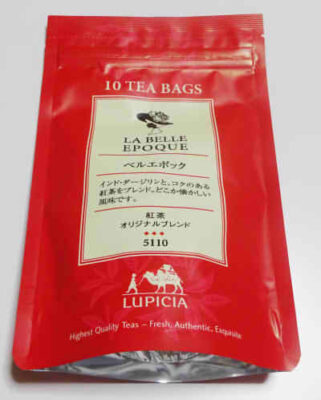 10 TEA BAGS
LA BELLE
EPOQUE
ベルエポック
インド・ダージリンと、コクのある
紅茶をブレンド。どこか懐かしい
風味です。
紅茶
オリジナルブレンド
5110
LUPICIA
Highest Quality Teas – Fresh, Authentic, Exquisite